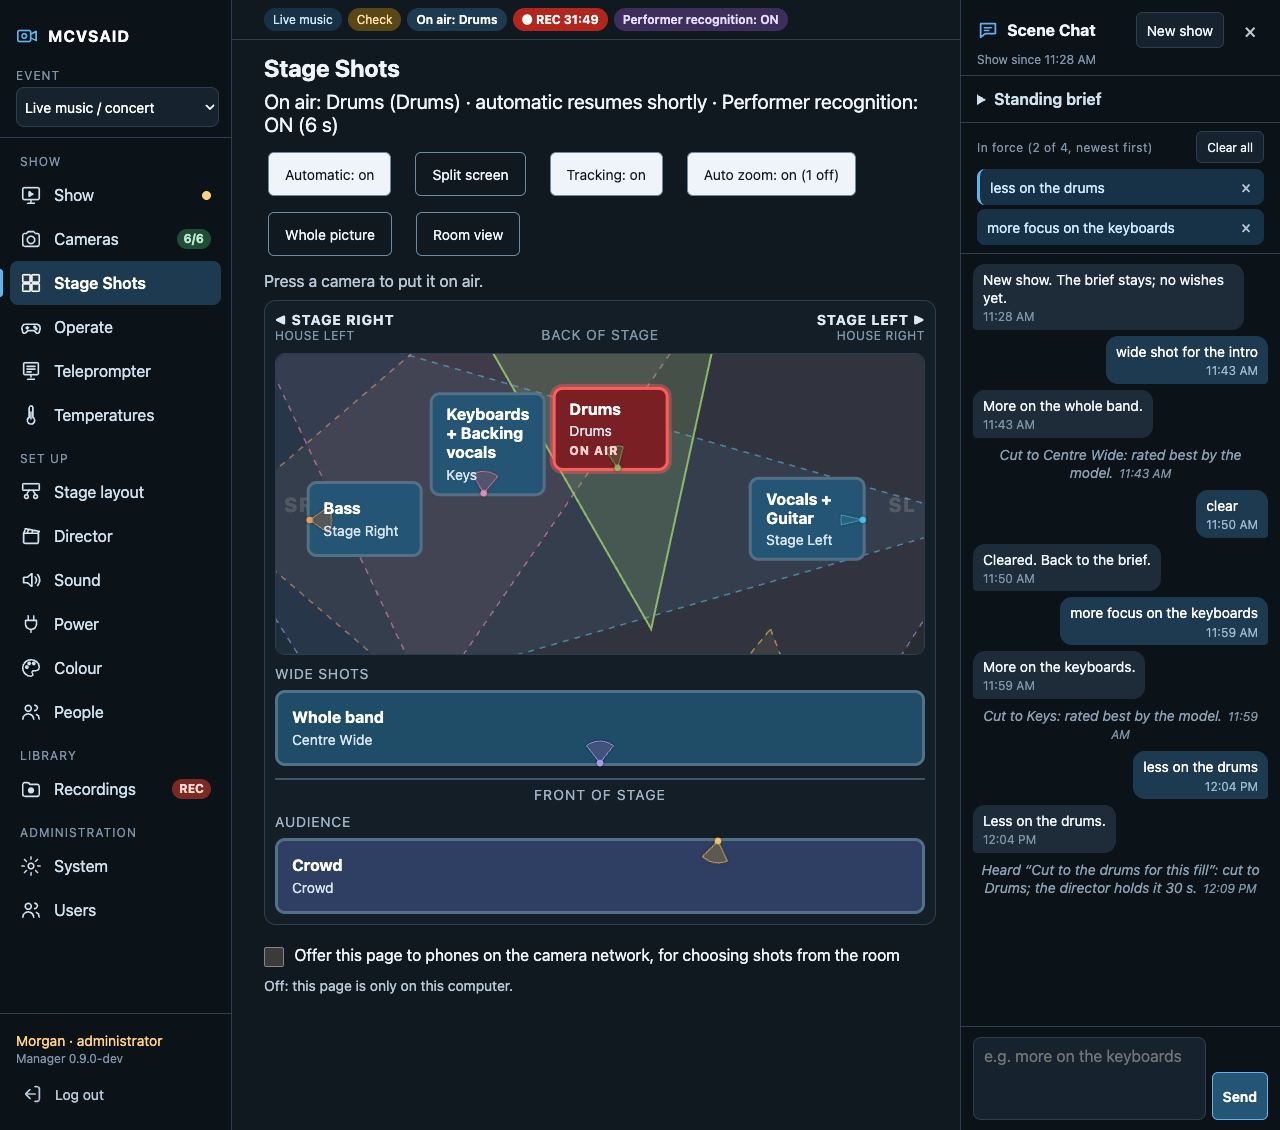 MCVSAID
EVENT
Live music / concert
SHOW
Show
Cameras
6/6
Stage Shots
Operate
Teleprompter
Temperatures
SET UP
Stage layout
Director
Sound
Power
Colour
People
LIBRARY
Recordings
REC
ADMINISTRATION
System
Users
Morgan · administrator
Manager 0.9.0-dev
Log out
Live music
Check
On air: Drums
REC 31:49
Performer recognition: ON
Stage Shots
On air: Drums (Drums) · automatic resumes shortly · Performer recognition:
ON (6 s)
Automatic: on
Split screen
Tracking: on
Auto zoom: on (1 off)
Whole picture
Room view
Press a camera to put it on air.
◀ STAGE RIGHT
HOUSE LEFT
BACK OF STAGE
STAGE LEFT ▶
HOUSE RIGHT
Keyboards
+ Backing
vocals
Keys
Drums
Drums
ON AIR
SR
Bass
Stage Right
Vocals +
Guitar
Stage Left
SL
WIDE SHOTS
Whole band
Centre Wide
FRONT OF STAGE
AUDIENCE
Crowd
Crowd
Offer this page to phones on the camera network, for choosing shots from the room
Off: this page is only on this computer.
Scene Chat
New show
×
Show since 11:28 AM
▶ Standing brief
In force (2 of 4, newest first)
Clear all
less on the drums ×
more focus on the keyboards ×
New show. The brief stays; no wishes
yet.
11:28 AM
wide shot for the intro
11:43 AM
More on the whole band.
11:43 AM
Cut to Centre Wide: rated best by the
model. 11:43 AM
clear
11:50 AM
Cleared. Back to the brief.
11:50 AM
more focus on the keyboards
11:59 AM
More on the keyboards.
11:59 AM
Cut to Keys: rated best by the model. 11:59
AM
less on the drums
12:04 PM
Less on the drums.
12:04 PM
Heard “Cut to the drums for this fill”: cut to
Drums; the director holds it 30 s. 12:09 PM
e.g. more on the keyboards
Send